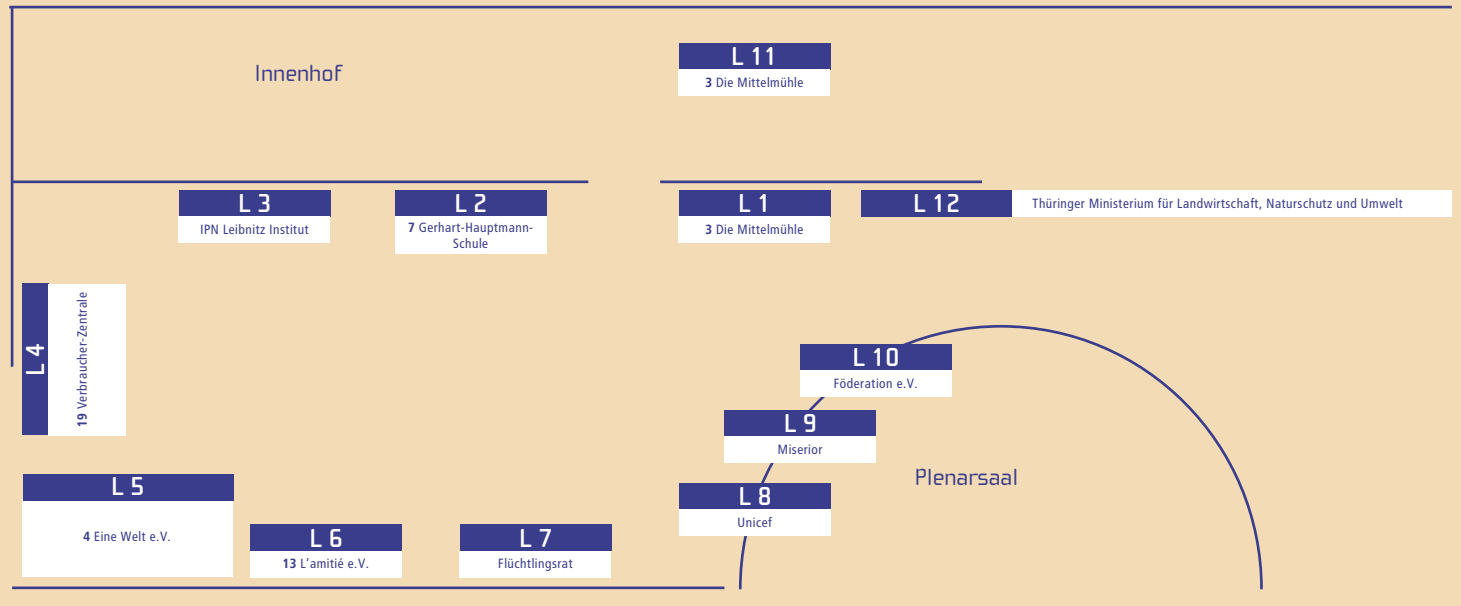 Innenhof
L 11
3 Die Mittelmühle
L 3
IPN Leibnitz Institut
L 2
7 Gerhart-Hauptmann-
Schule
L 1
3 Die Mittelmühle
L 12
Thüringer Ministerium für Landwirtschaft, Naturschutz und Umwelt
L 4
19 Verbraucher-Zentrale
L 10
Föderation e.V.
L 9
Miserior
Plenarsaal
L 8
Unicef
L 5
4 Eine Welt e.V.
L 6
13 L'amitié e.V.
L 7
Flüchtlingsrat